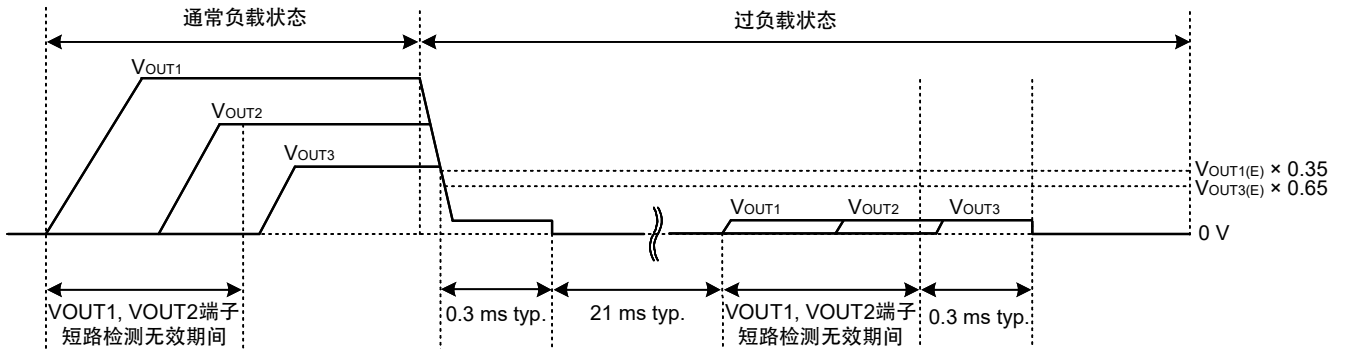 通常负载状态
过负载状态
VOUT1
VOUT2
VOUT3
VOUT1(E) × 0.35
VOUT3(E) × 0.65
VOUT1
VOUT2
VOUT3
0 V
VOUT1, VOUT2端子
短路检测无效期间
0.3 ms typ.
21 ms typ.
VOUT1, VOUT2端子
短路检测无效期间
0.3 ms typ.